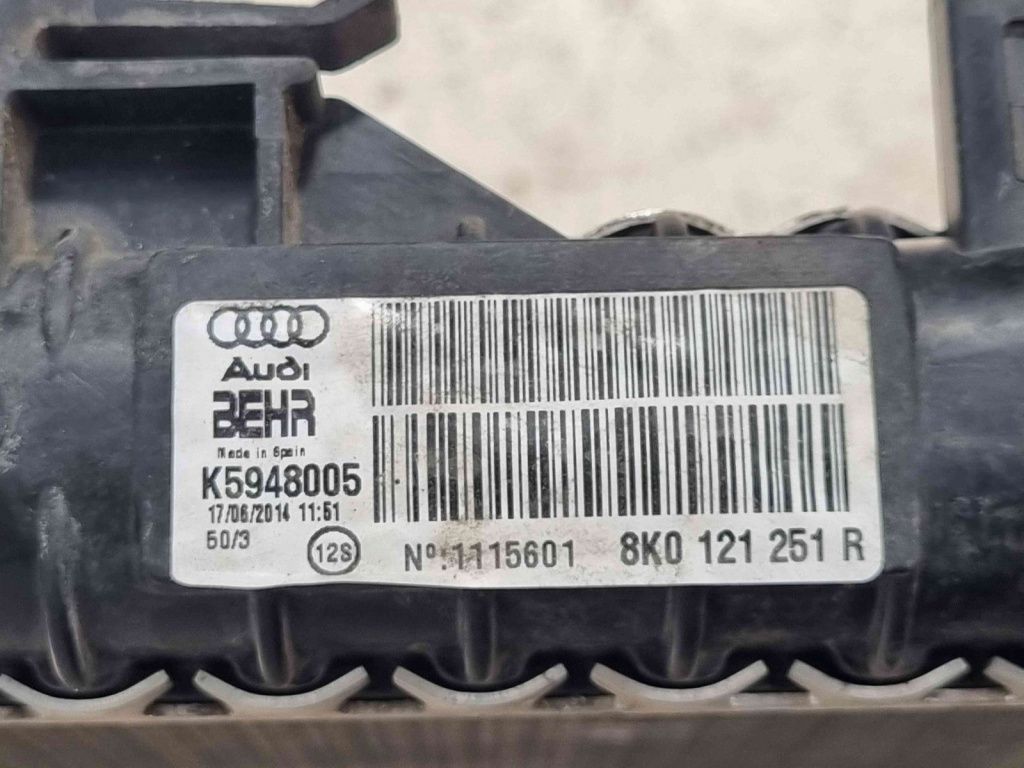 Audi
BEHR
Made in Spain
K5948005
17/06/2014 11:51
50/3
12S
Nº:1115601
8K0 121 251 R